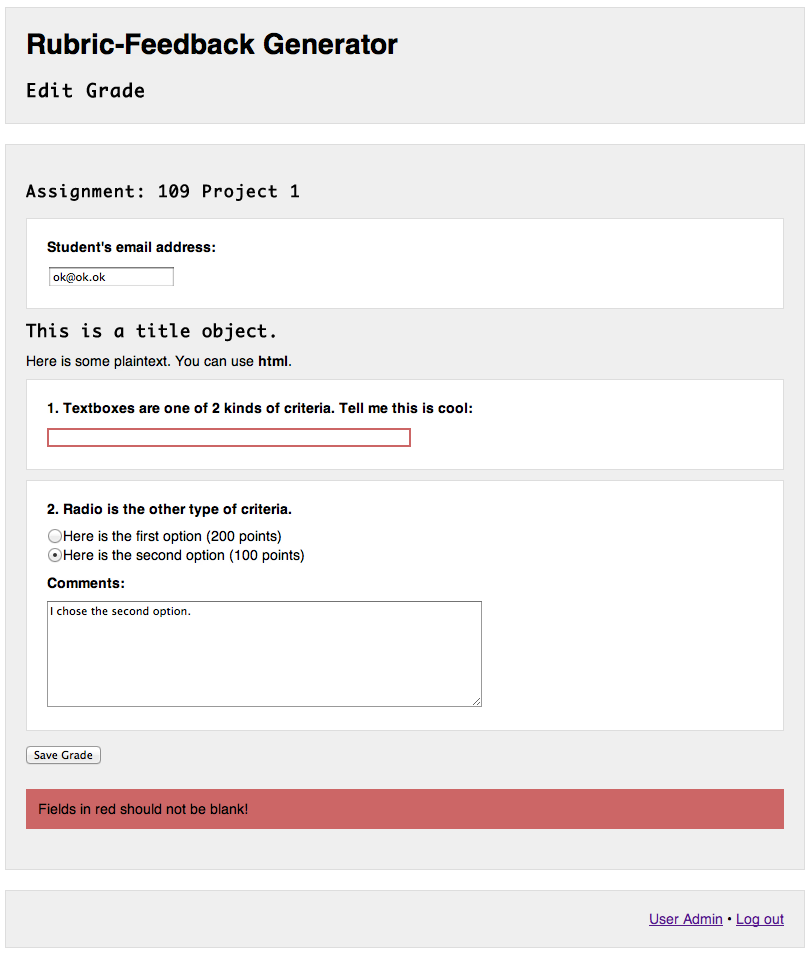 Rubric-Feedback Generator
Edit Grade
Assignment: 109 Project 1
Student's email address:
ok@ok.ok
This is a title object.
Here is some plaintext. You can use html.
1. Textboxes are one of 2 kinds of criteria. Tell me this is cool:
2. Radio is the other type of criteria.
Here is the first option (200 points)
Here is the second option (100 points)
Comments:
I chose the second option.
Save Grade
Fields in red should not be blank!
User Admin • Log out